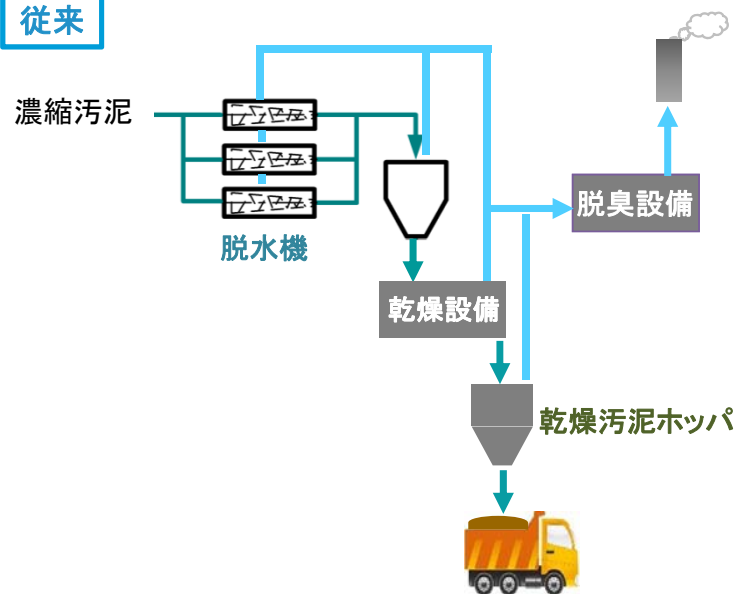 従来
濃縮汚泥
脱水機
脱臭設備
乾燥設備
乾燥汚泥ホッパ